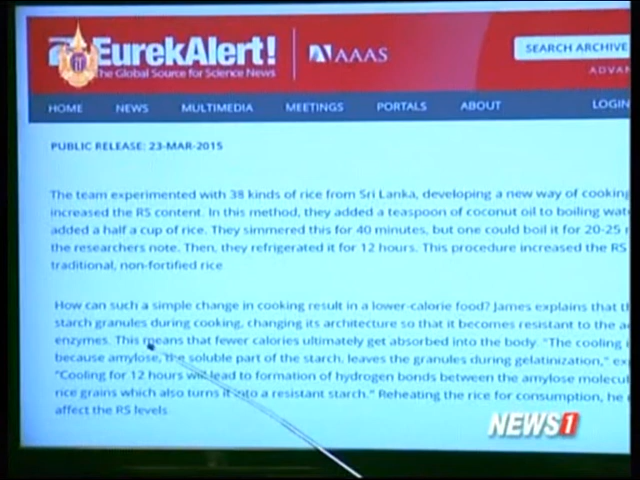 EurekAlert!
The Global Source for Science News
AAAS
SEARCH ARCHIVE
ADVAN
HOME NEWS MULTIMEDIA MEETINGS PORTALS ABOUT LOGIN
PUBLIC RELEASE: 23-MAR-2015
The team experimented with 38 kinds of rice from Sri Lanka, developing a new way of cooking
increased the RS content. In this method, they added a teaspoon of coconut oil to boiling wat
added a half a cup of rice. They simmered this for 40 minutes, but one could boil it for 20-25
the researchers note. Then, they refrigerated it for 12 hours. This procedure increased the RS
traditional, non-fortified rice
How can such a simple change in cooking result in a lower-calorie food? James explains that th
starch granules during cooking, changing its architecture so that it becomes resistant to the a
enzymes. This means that fewer calories ultimately get absorbed into the body. "The cooling i
because amylose, the soluble part of the starch, leaves the granules during gelatinization," ex
"Cooling for 12 hours will lead to formation of hydrogen bonds between the amylose molecul
rice grains which also turns it into a resistant starch." Reheating the rice for consumption, he
affect the RS levels
NEWS1